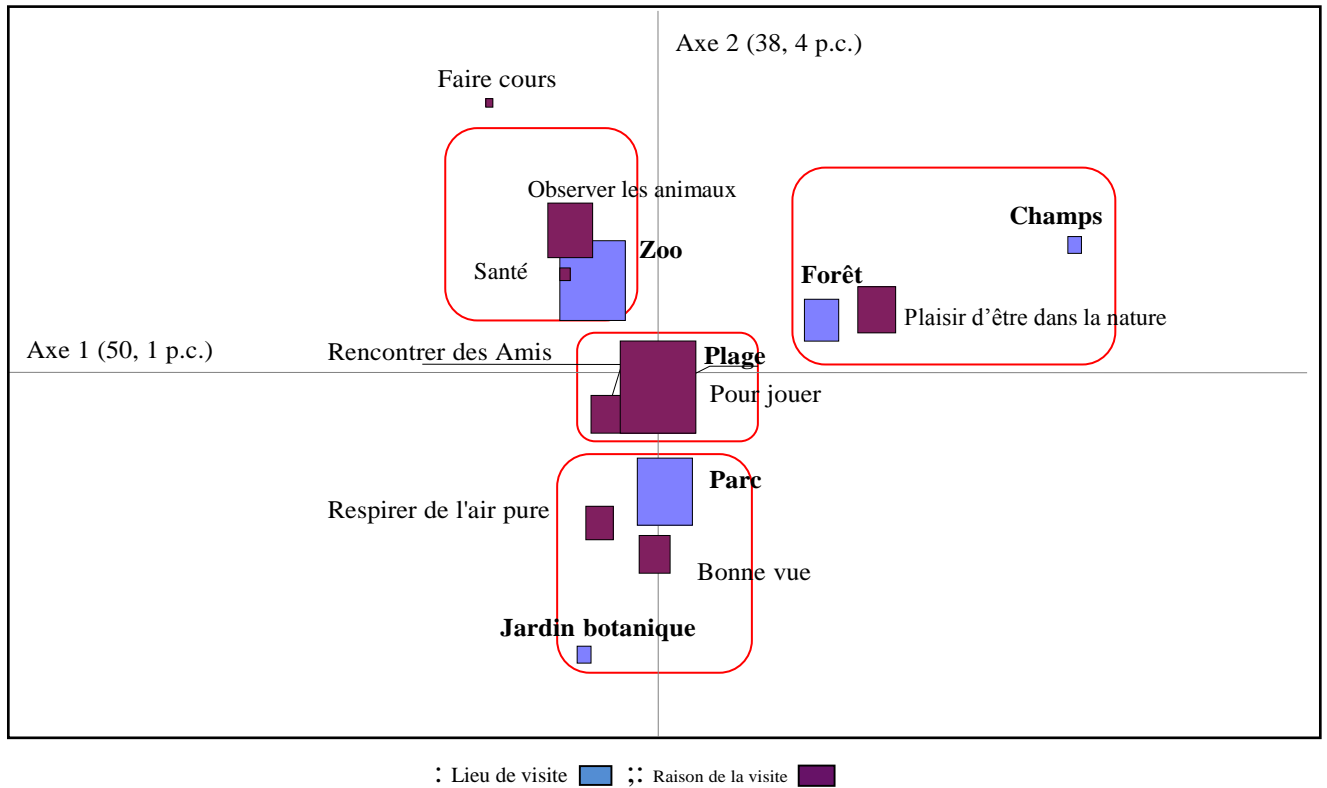 Axe 2 (38, 4 p.c.)
Faire cours
Observer les animaux
Champs
Zoo
Santé
Forêt
Plaisir d'être dans la nature
Axe 1 (50, 1 p.c.)
Rencontrer des Amis
Plage
Pour jouer
Parc
Respirer de l'air pure
Bonne vue
Jardin botanique
: Lieu de visite ;: Raison de la visite